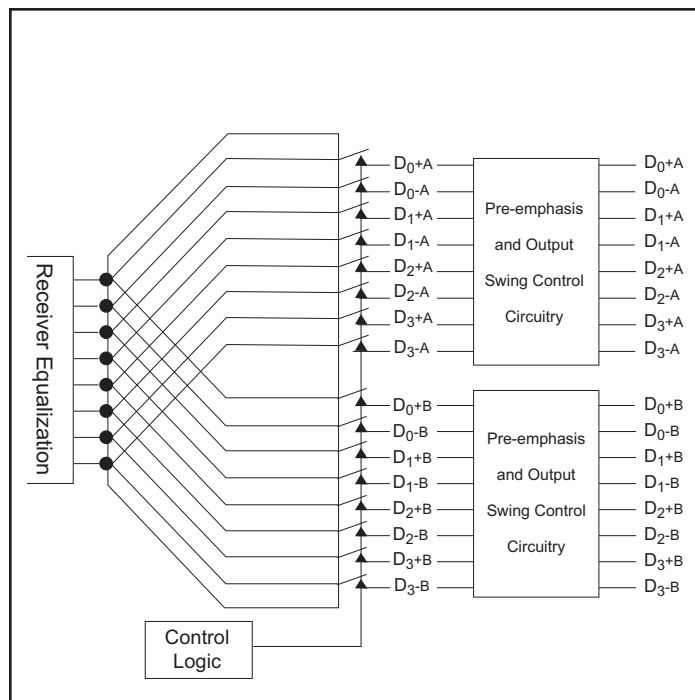 Receiver Equalization
D0+A
D0-A
D1+A
D1-A
D2+A
D2-A
D3+A
D3-A
Pre-emphasis
and Output
Swing Control
Circuitry
D0+A
D0-A
D1+A
D1-A
D2+A
D2-A
D3+A
D3-A
D0+B
D0-B
D1+B
D1-B
D2+B
D2-B
D3+B
D3-B
Pre-emphasis
and Output
Swing Control
Circuitry
D0+B
D0-B
D1+B
D1-B
D2+B
D2-B
D3+B
D3-B
Control
Logic